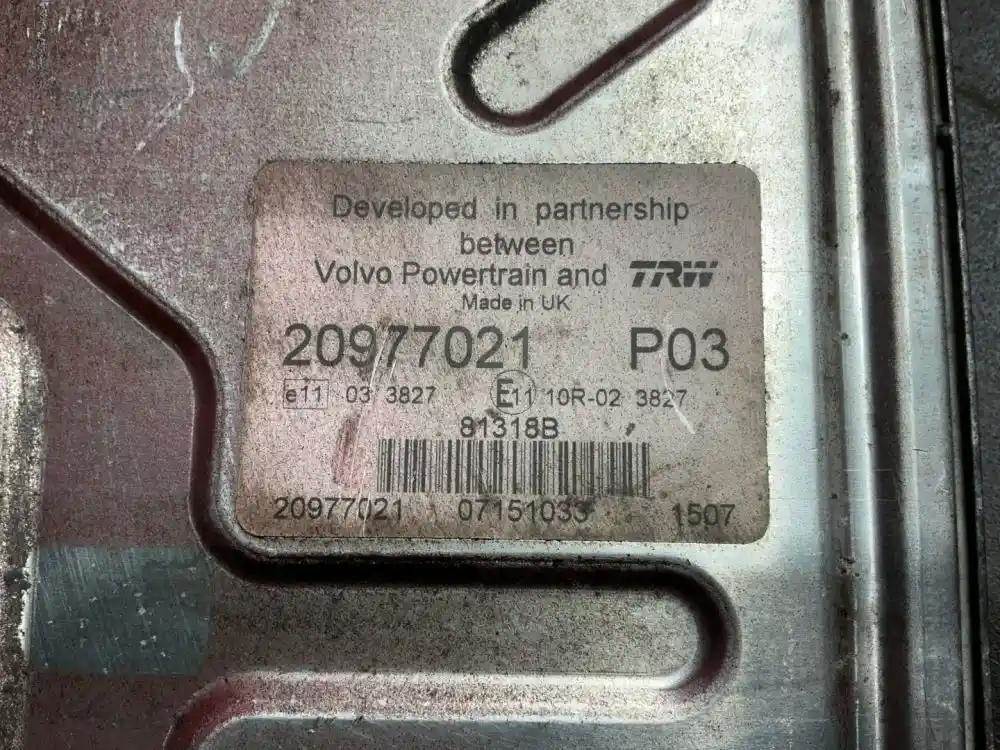 Developed in partnership
between
Volvo Powertrain and TRW
Made in UK
20977021 P03
e11 03 3827 E11 10R-02 3827
81318B
20977021 07151033 1507